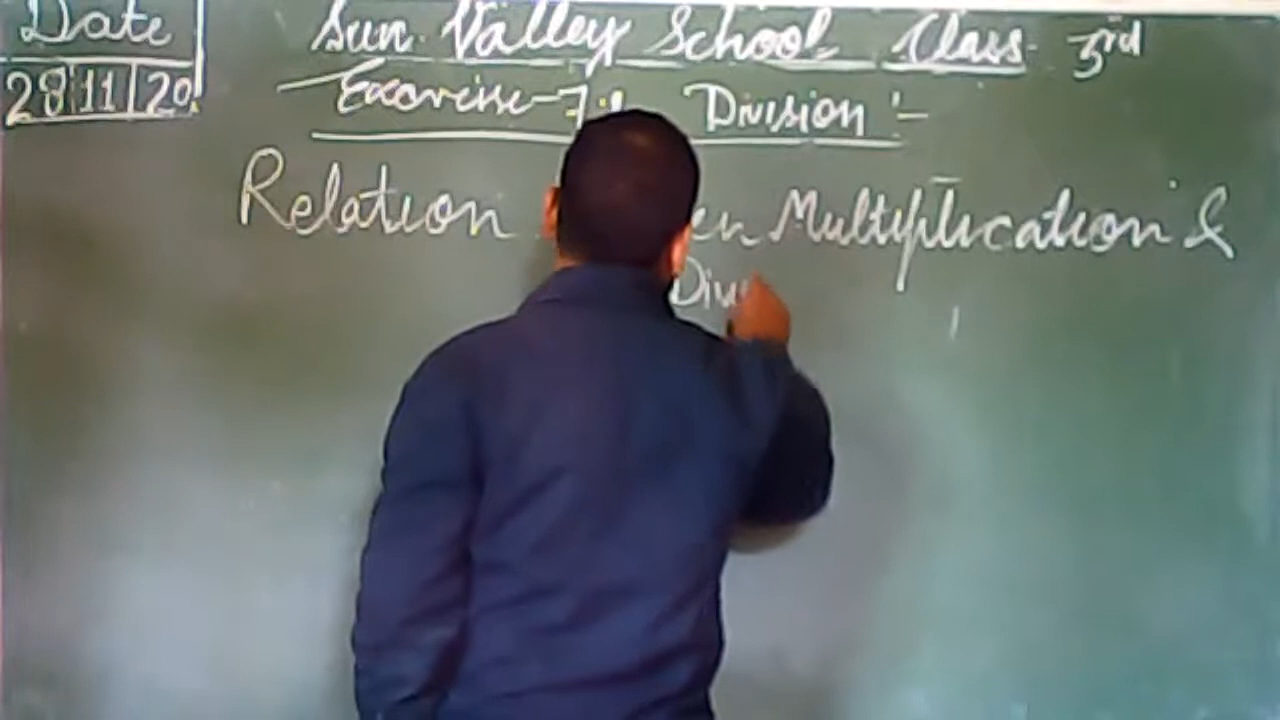 Date
28 11 20
Sun Valley School Class 3rd
Exercise-7 Division :-
Relation Multiplication &